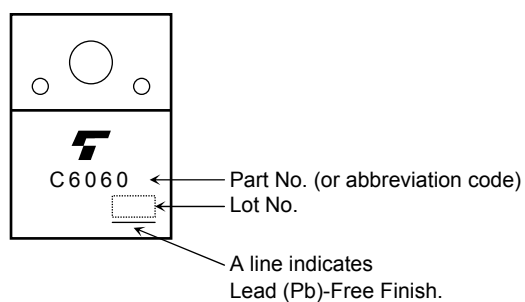 C6060
Part No. (or abbreviation code)
Lot No.
A line indicates
Lead (Pb)-Free Finish.